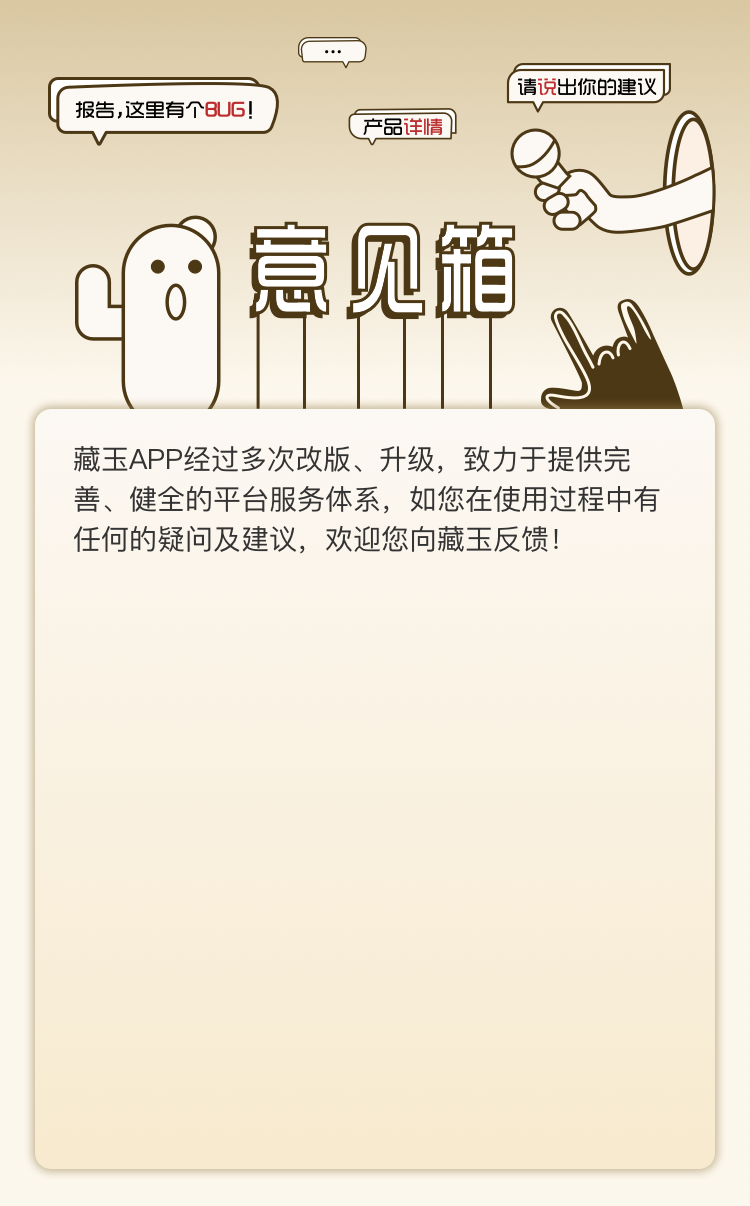 ...
请说出你的建议
报告,这里有个BUG!
产品详情
意见箱
藏玉APP经过多次改版、升级，致力于提供完
善、健全的平台服务体系，如您在使用过程中有
任何的疑问及建议，欢迎您向藏玉反馈！